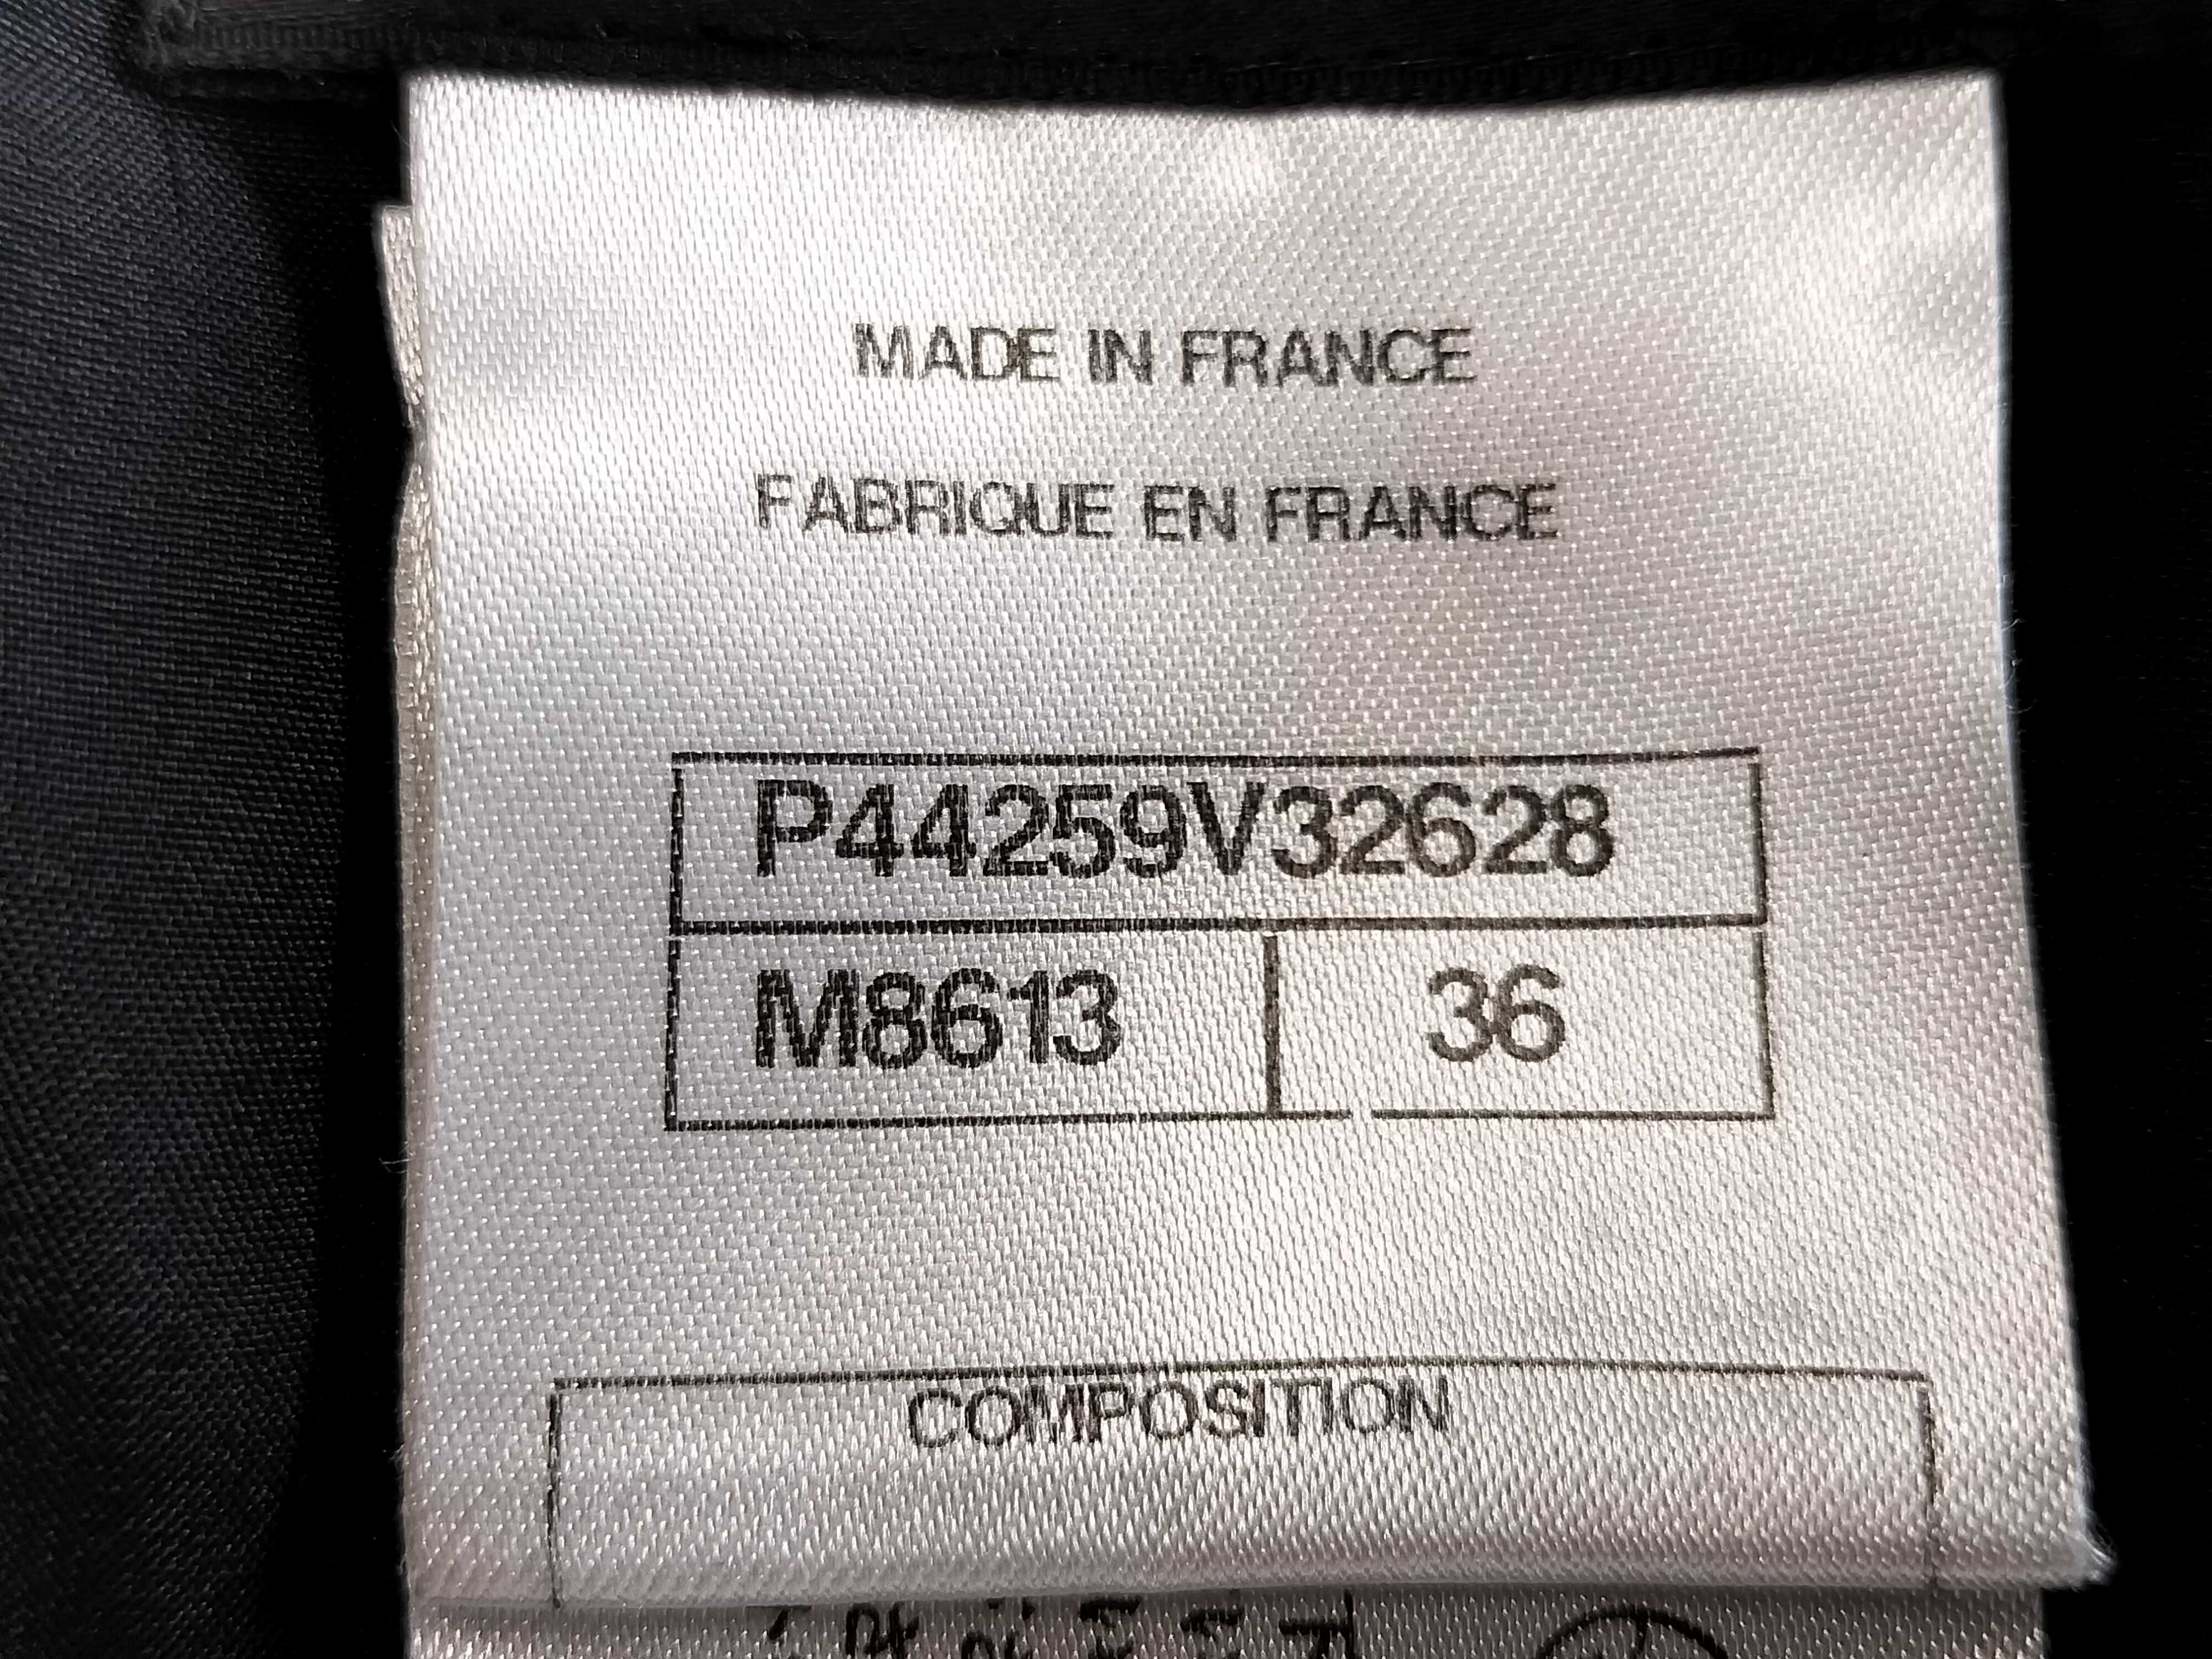 MADE IN FRANCE
FABRIQUE EN FRANCE
P44259V32628
M8613 36
COMPOSITION